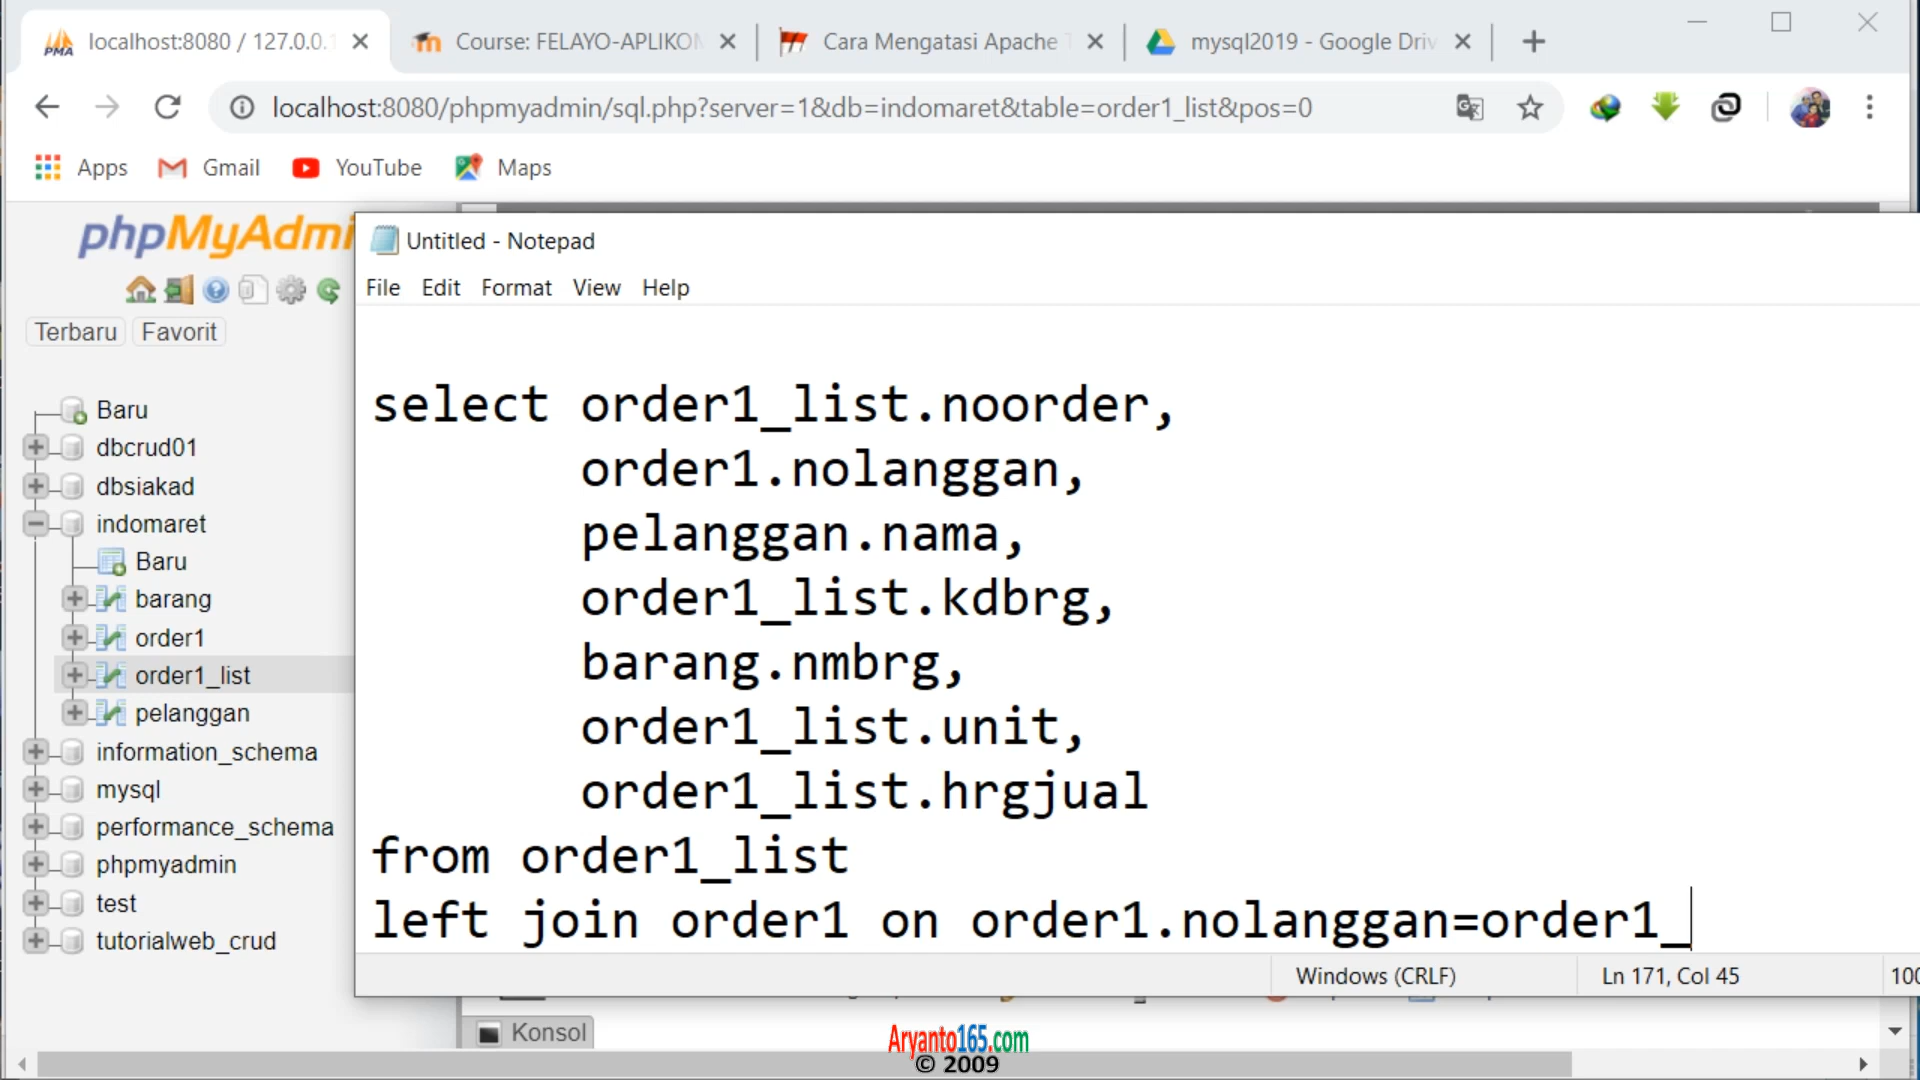 localhost:8080 / 127.0.0.1
Course: FELAYO-APLIKOM
Cara Mengatasi Apache T
mysql2019 - Google Driv
localhost:8080/phpmyadmin/sql.php?server=1&db=indomaret&table=order1_list&pos=0
Apps
Gmail
YouTube
Maps
phpMyAdmi
Terbaru
Favorit
Baru
dbcrud01
dbsiakad
indomaret
Baru
barang
order1
order1_list
pelanggan
information_schema
mysql
performance_schema
phpmyadmin
test
tutorialweb_crud
Untitled - Notepad
File Edit Format View Help
select order1_list.noorder,
order1.nolanggan,
pelanggan.nama,
order1_list.kdbrg,
barang.nmbrg,
order1_list.unit,
order1_list.hrgjual
from order1_list
left join order1 on order1.nolanggan=order1_
Windows (CRLF)
Ln 171, Col 45
100
Konsol
Aryanto165.com
© 2009